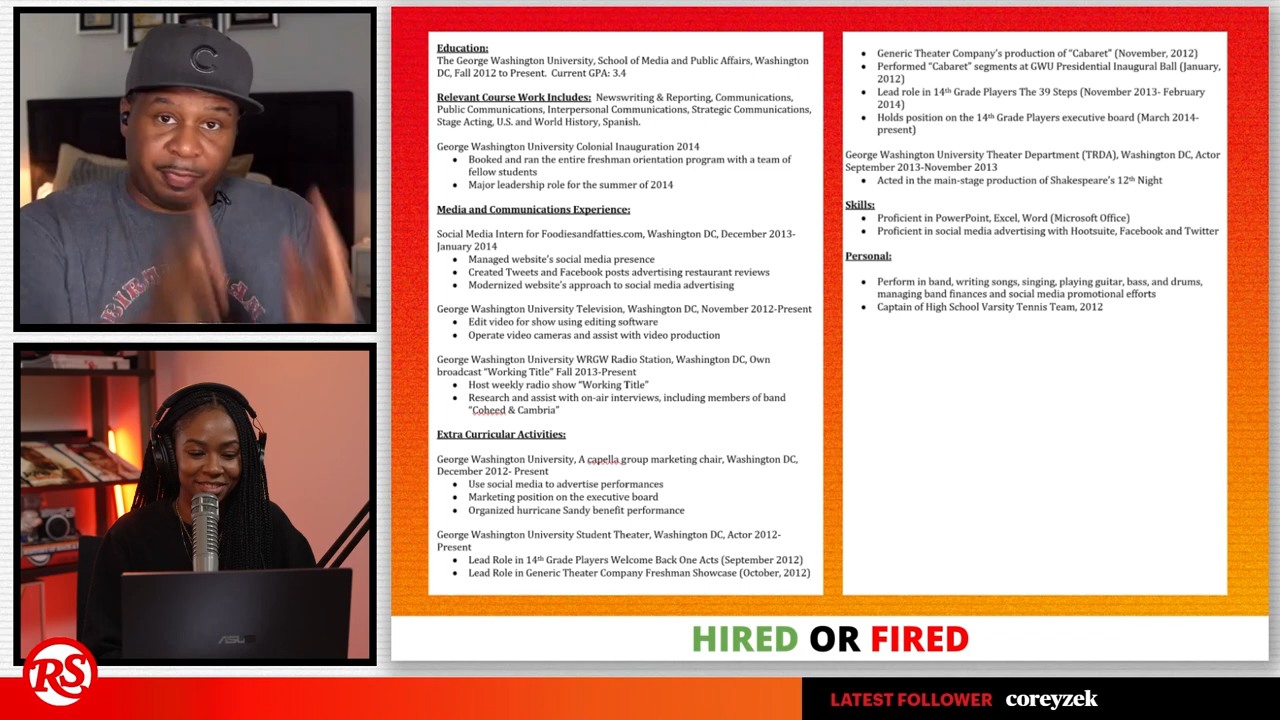 Education:
The George Washington University, School of Media and Public Affairs, Washington
DC, Fall 2012 to Present. Current GPA: 3.4
Relevant Course Work Includes: Newswriting & Reporting, Communications,
Public Communications, Interpersonal Communications, Strategic Communications,
Stage Acting, U.S. and World History, Spanish.
George Washington University Colonial Inauguration 2014
• Booked and ran the entire freshman orientation program with a team of
fellow students
• Major leadership role for the summer of 2014
Media and Communications Experience:
Social Media Intern for Foodiesandfatties.com, Washington DC, December 2013-
January 2014
• Managed website's social media presence
• Created Tweets and Facebook posts advertising restaurant reviews
• Modernized website's approach to social media advertising
George Washington University Television, Washington DC, November 2012-Present
• Edit video for show using editing software
• Operate video cameras and assist with video production
George Washington University WRGW Radio Station, Washington DC, Own
broadcast "Working Title" Fall 2013-Present
• Host weekly radio show "Working Title"
• Research and assist with on-air interviews, including members of band
"Coheed & Cambria"
Extra Curricular Activities:
George Washington University, A capella group marketing chair, Washington DC,
December 2012- Present
• Use social media to advertise performances
• Marketing position on the executive board
• Organized hurricane Sandy benefit performance
George Washington University Student Theater, Washington DC, Actor 2012-
Present
• Lead Role in 14th Grade Players Welcome Back One Acts (September 2012)
• Lead Role in Generic Theater Company Freshman Showcase (October, 2012)
• Generic Theater Company's production of "Cabaret" (November, 2012)
• Performed "Cabaret" segments at GWU Presidential Inaugural Ball (January,
2012)
• Lead role in 14th Grade Players The 39 Steps (November 2013- February
2014)
• Holds position on the 14th Grade Players executive board (March 2014-
present)
George Washington University Theater Department (TRDA), Washington DC, Actor
September 2013-November 2013
• Acted in the main-stage production of Shakespeare's 12th Night
Skills:
• Proficient in PowerPoint, Excel, Word (Microsoft Office)
• Proficient in social media advertising with Hootsuite, Facebook and Twitter
Personal:
• Perform in band, writing songs, singing, playing guitar, bass, and drums,
managing band finances and social media promotional efforts
• Captain of High School Varsity Tennis Team, 2012
HIRED OR FIRED
C
ASUS
RS
LATEST FOLLOWER coreyzek